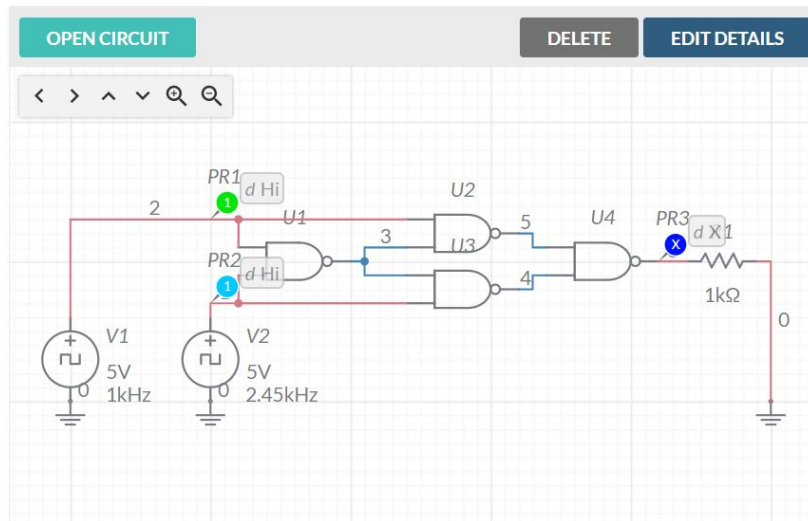 OPEN CIRCUIT
DELETE
EDIT DETAILS
PR1
d Hi
1
2
U1
U2
5
U4
PR3
d X 1
X
3
U3
PR2
d Hi
1
4
1kΩ
0
V1
5V
1kHz
0
V2
5V
2.45kHz
0